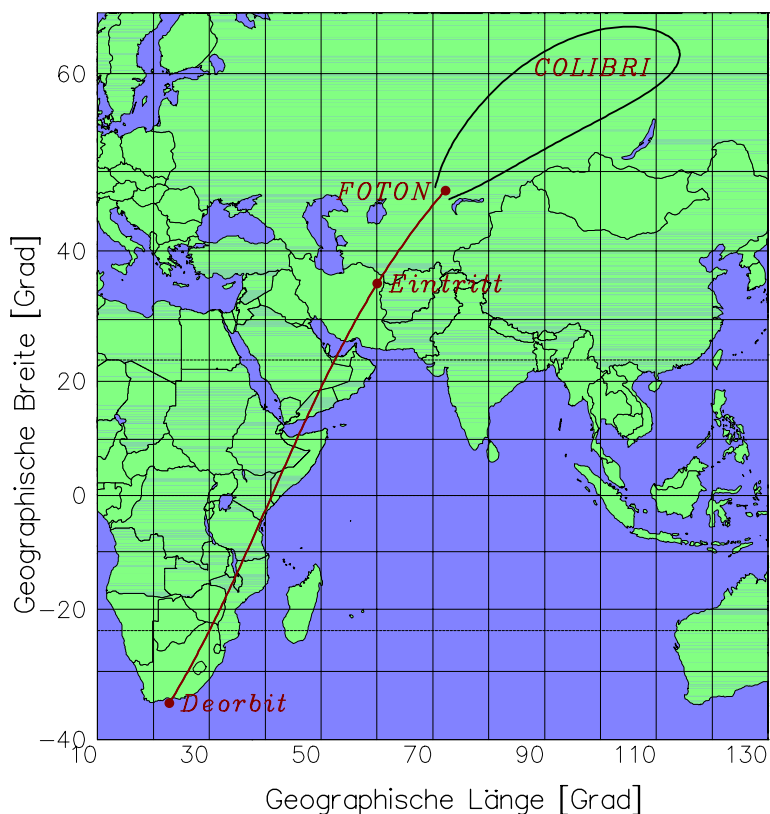 60
COLIBRI
FOTON
40
Eintritt
20
0
−20
Deorbit
−40
10 30 50 70 90 110 130
Geographische Länge [Grad]
Geographische Breite [Grad]